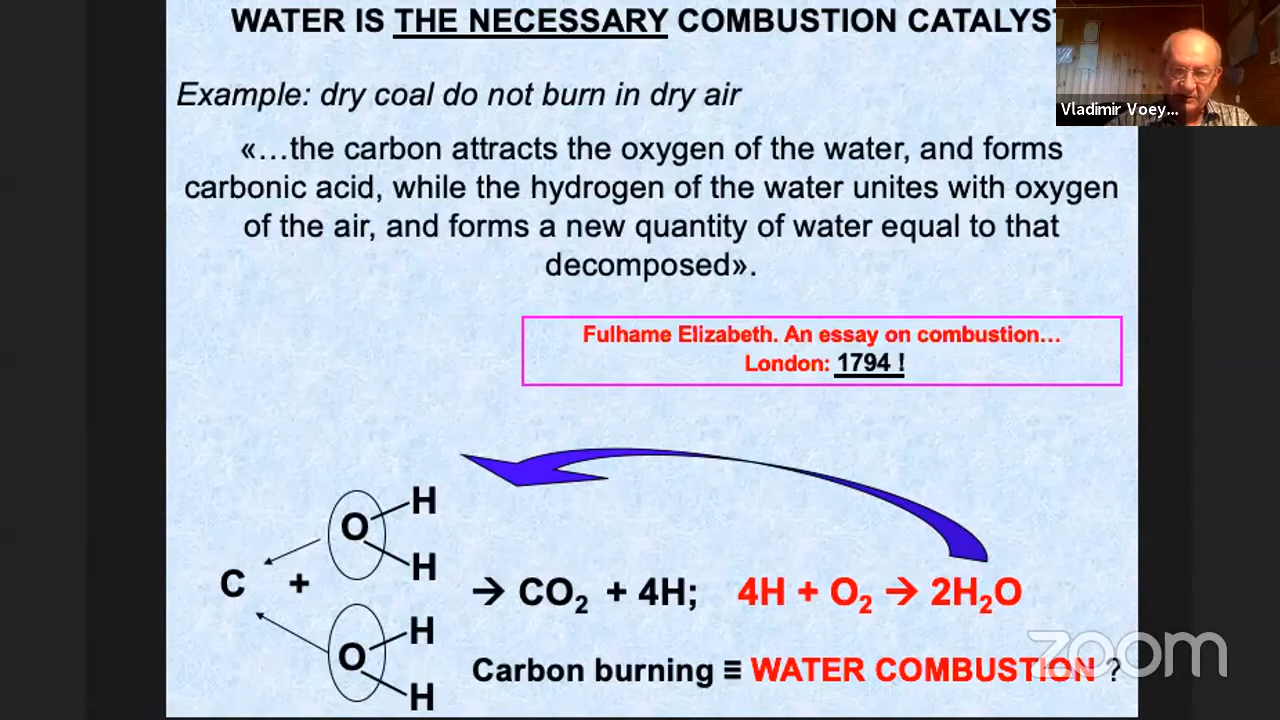 WATER IS THE NECESSARY COMBUSTION CATALYS
Example: dry coal do not burn in dry air
Vladimir Voey...
«…the carbon attracts the oxygen of the water, and forms
carbonic acid, while the hydrogen of the water unites with oxygen
of the air, and forms a new quantity of water equal to that
decomposed».
Fulhame Elizabeth. An essay on combustion…
London: 1794 !
H
O
H
C + → CO₂ + 4H; 4H + O₂ → 2H₂O
H
O
H
Carbon burning ≡ WATER COMBUSTION ?
zoom